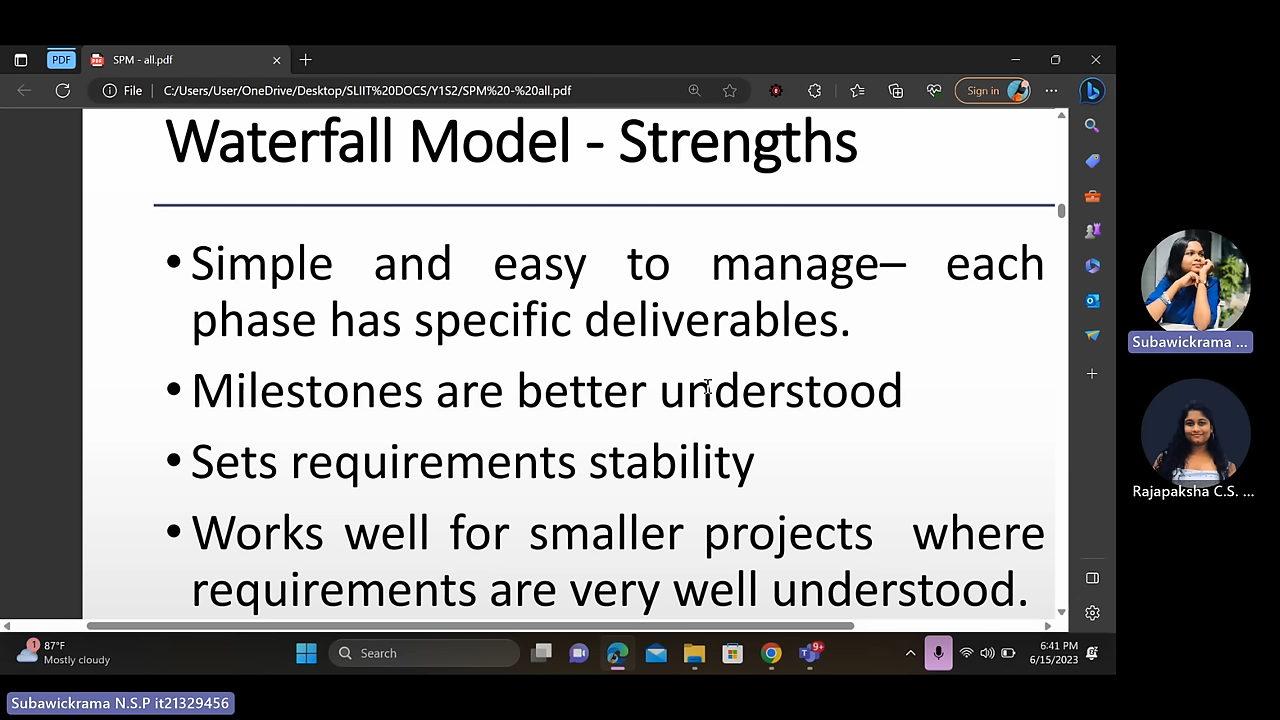 PDF
SPM - all.pdf
File
C:/Users/User/OneDrive/Desktop/SLIIT%20DOCS/Y1S2/SPM%20-%20all.pdf
Sign in
Waterfall Model - Strengths
• Simple and easy to manage– each
phase has specific deliverables.
• Milestones are better understood
• Sets requirements stability
• Works well for smaller projects where
requirements are very well understood.
Subawickrama ...
Rajapaksha C.S. ...
1
87°F
Mostly cloudy
Search
9+
6:41 PM
6/15/2023
Subawickrama N.S.P it21329456